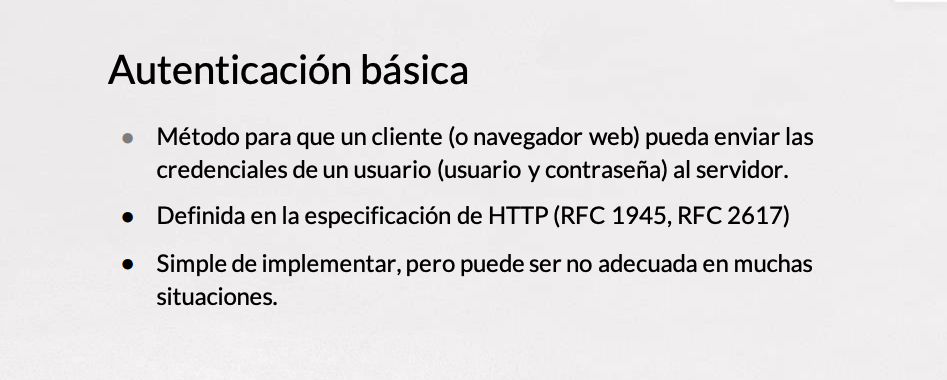 Autenticación básica
● Método para que un cliente (o navegador web) pueda enviar las
credenciales de un usuario (usuario y contraseña) al servidor.
● Definida en la especificación de HTTP (RFC 1945, RFC 2617)
● Simple de implementar, pero puede ser no adecuada en muchas
situaciones.